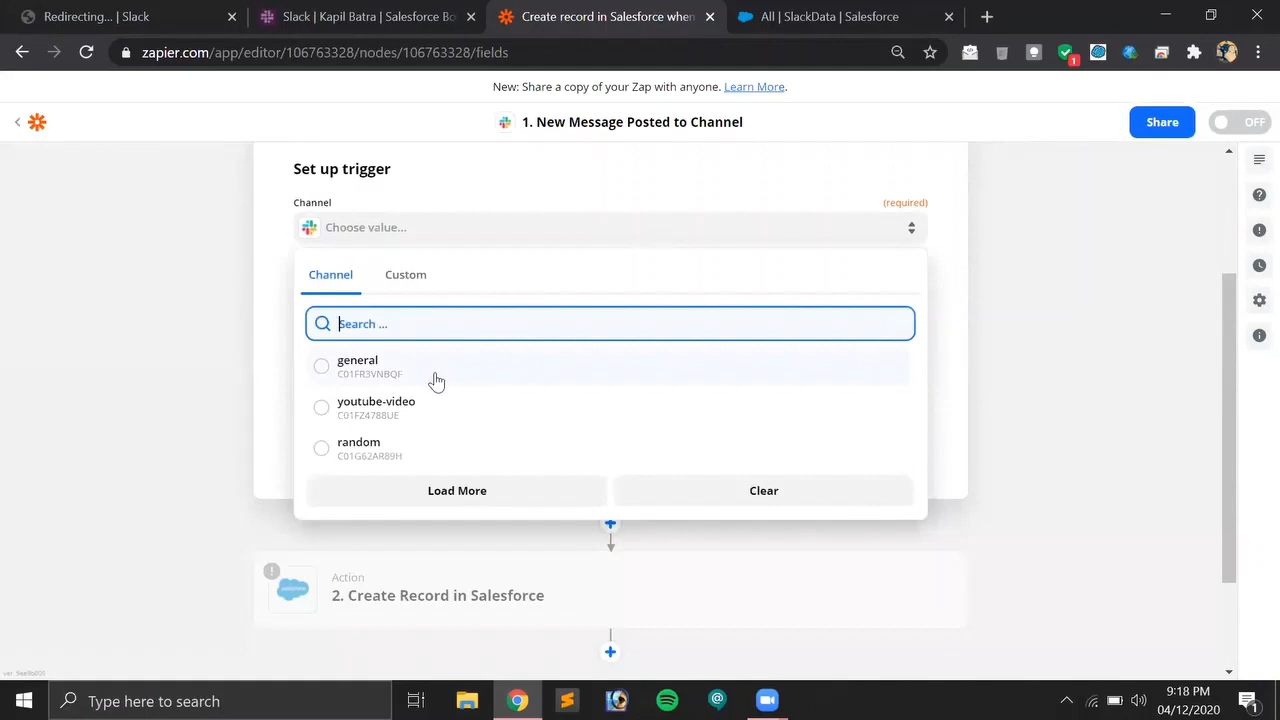 Redirecting... | Slack
Slack | Kapil Batra | Salesforce Bo
Create record in Salesforce when
All | SlackData | Salesforce
zapier.com/app/editor/106763328/nodes/106763328/fields
1
New: Share a copy of your Zap with anyone. Learn More.
1. New Message Posted to Channel
Share
OFF
Set up trigger
Channel
(required)
Choose value...
Channel
Custom
Search ...
general
C01FR3VNBQF
youtube-video
C01FZ4788UE
random
C01G62AR89H
Load More
Clear
Action
2. Create Record in Salesforce
Type here to search
9:18 PM
04/12/2020
1